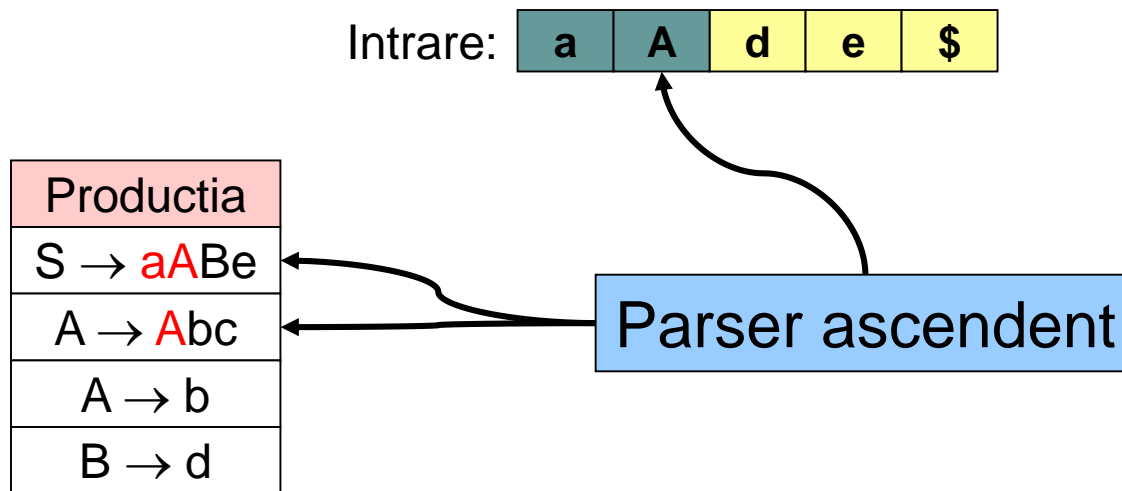 Intrare: a A d e $
Productia
S → aABe
A → Abc
Parser ascendent
A → b
B → d